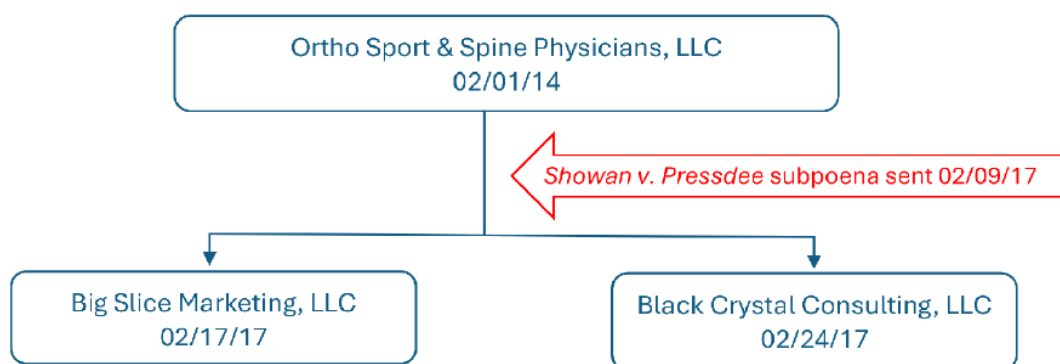 Ortho Sport & Spine Physicians, LLC
02/01/14
Showan v. Pressdee subpoena sent 02/09/17
Big Slice Marketing, LLC
02/17/17
Black Crystal Consulting, LLC
02/24/17